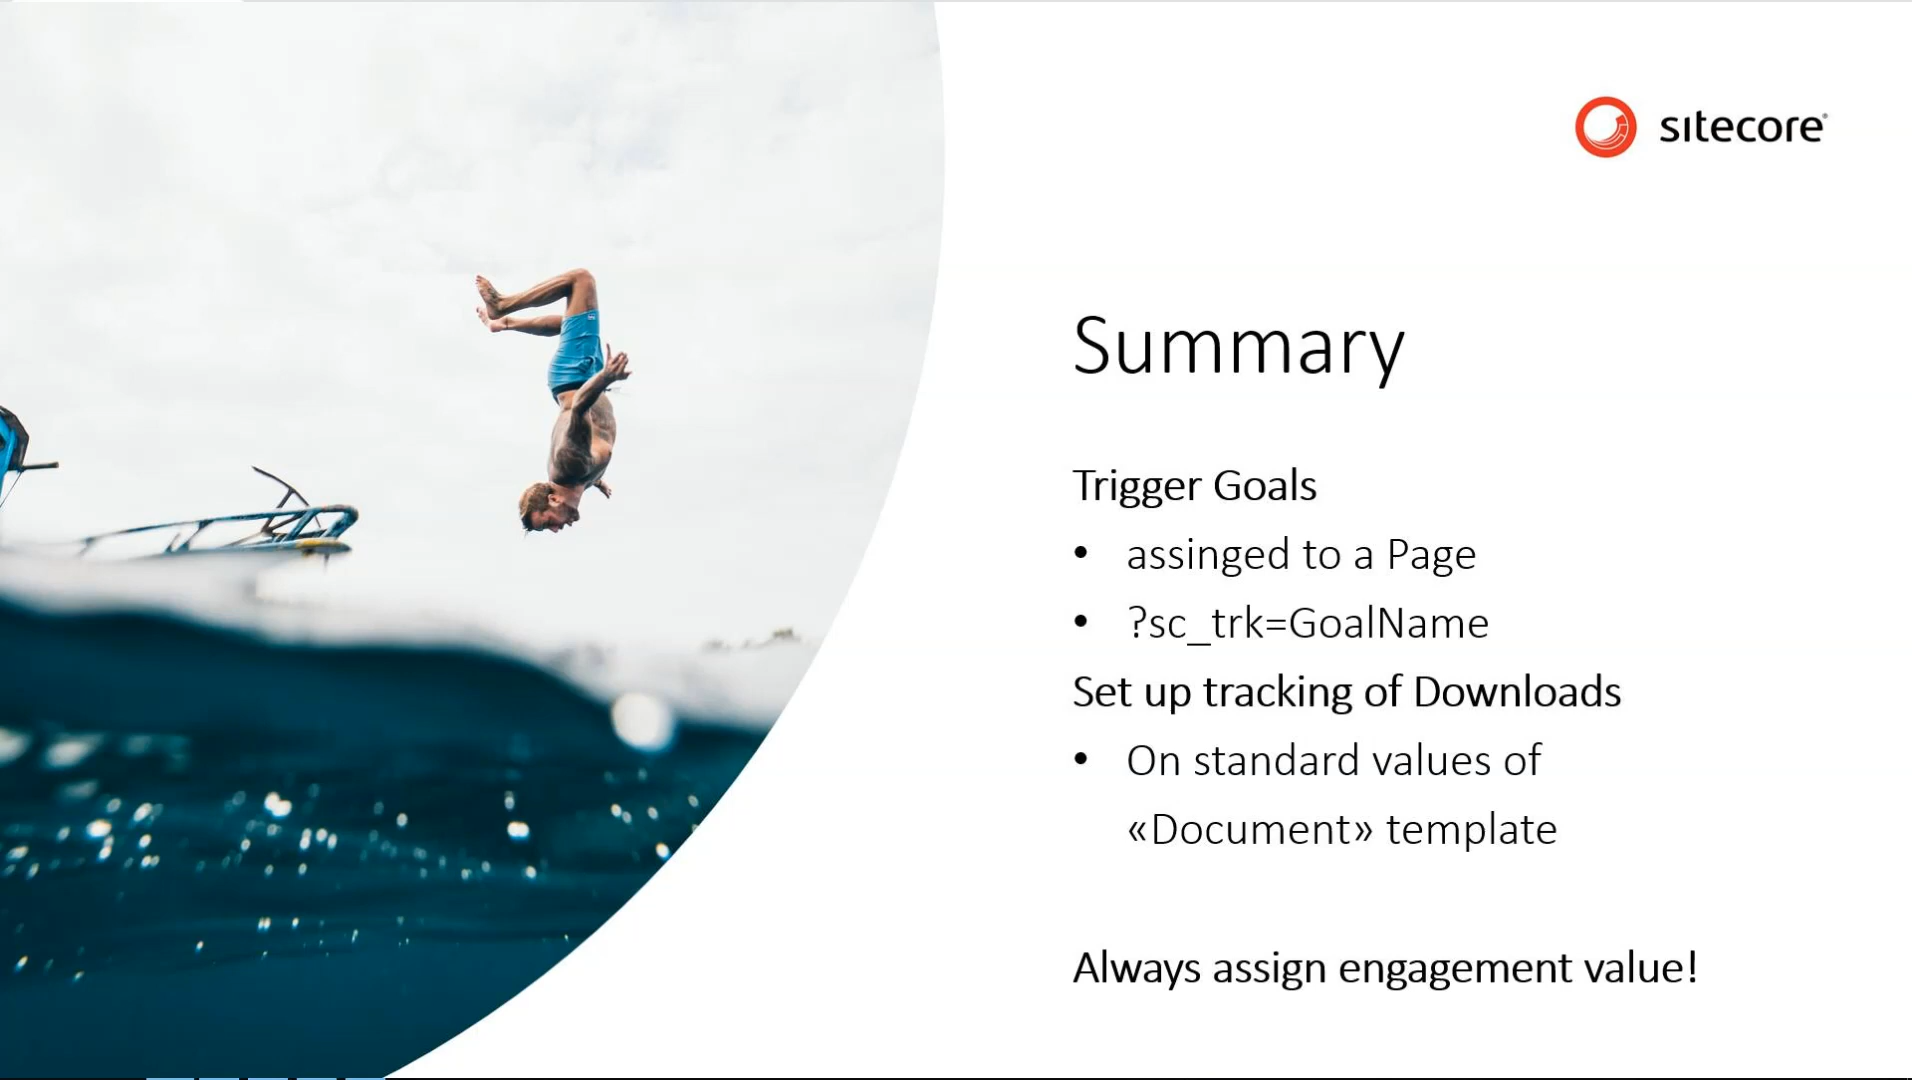 sitecore®
Summary
Trigger Goals
• assinged to a Page
• ?sc_trk=GoalName
Set up tracking of Downloads
• On standard values of
«Document» template
Always assign engagement value!